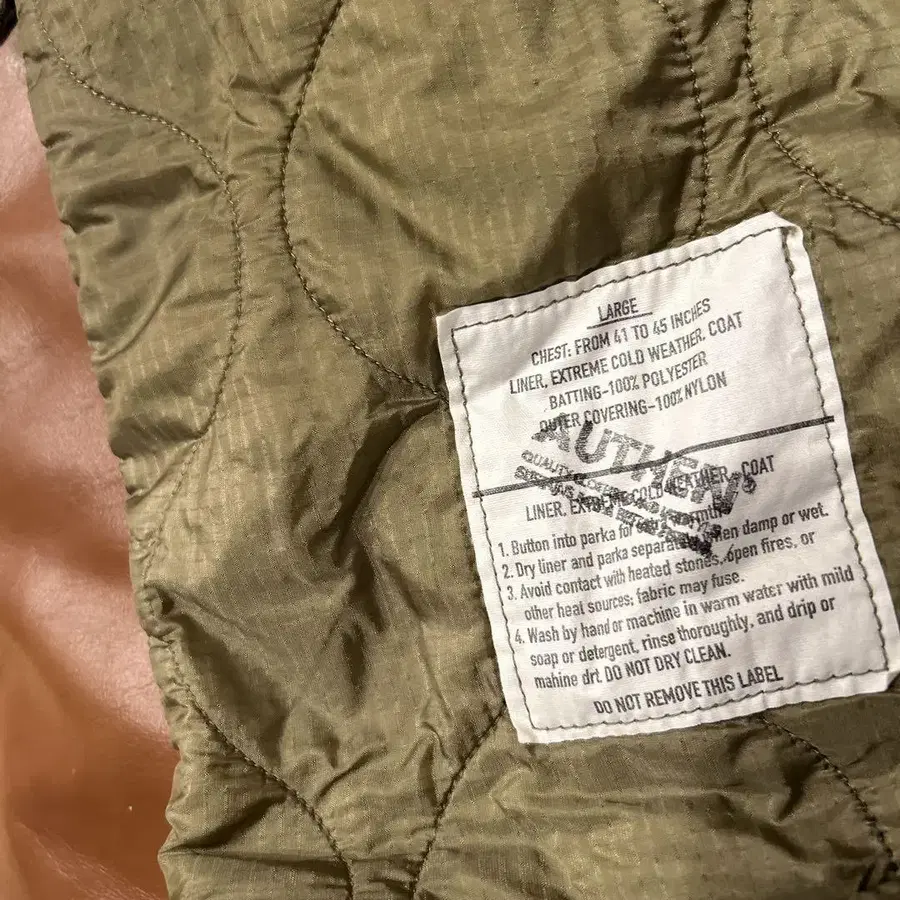 LARGE
CHEST: FROM 41 TO 45 INCHES
LINER, EXTREME COLD WEATHER, COAT
BATTING-100% POLYESTER
OUTER COVERING-100% NYLON
AUTHEN
QUALITY
LINER, EXTREME COLD WEATHER, COAT
1. Button into parka for warmth
2. Dry liner and parka separately when damp or wet.
3. Avoid contact with heated stones, open fires, or
other heat sources; fabric may fuse.
4. Wash by hand or machine in warm water with mild
soap or detergent, rinse thoroughly, and drip or
mahine drt. DO NOT DRY CLEAN.
DO NOT REMOVE THIS LABEL